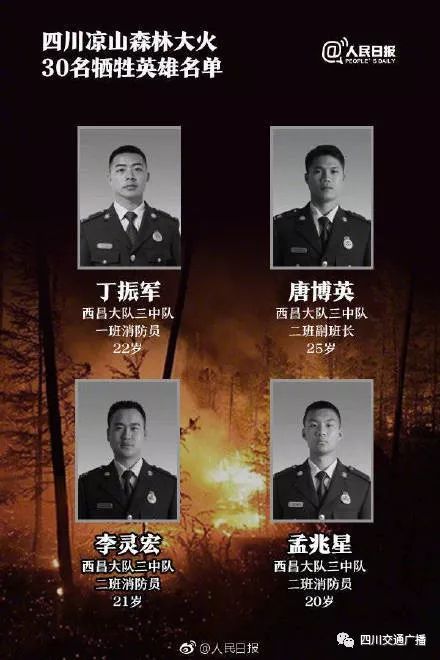 四川凉山森林大火
30名牺牲英雄名单
@人民日报
PEOPLE'S DAILY
丁振军
西昌大队三中队
一班消防员
22岁
唐博英
西昌大队三中队
二班副班长
25岁
李灵宏
西昌大队三中队
二班消防员
21岁
孟兆星
西昌大队三中队
二班消防员
20岁
@人民日报
四川交通广播